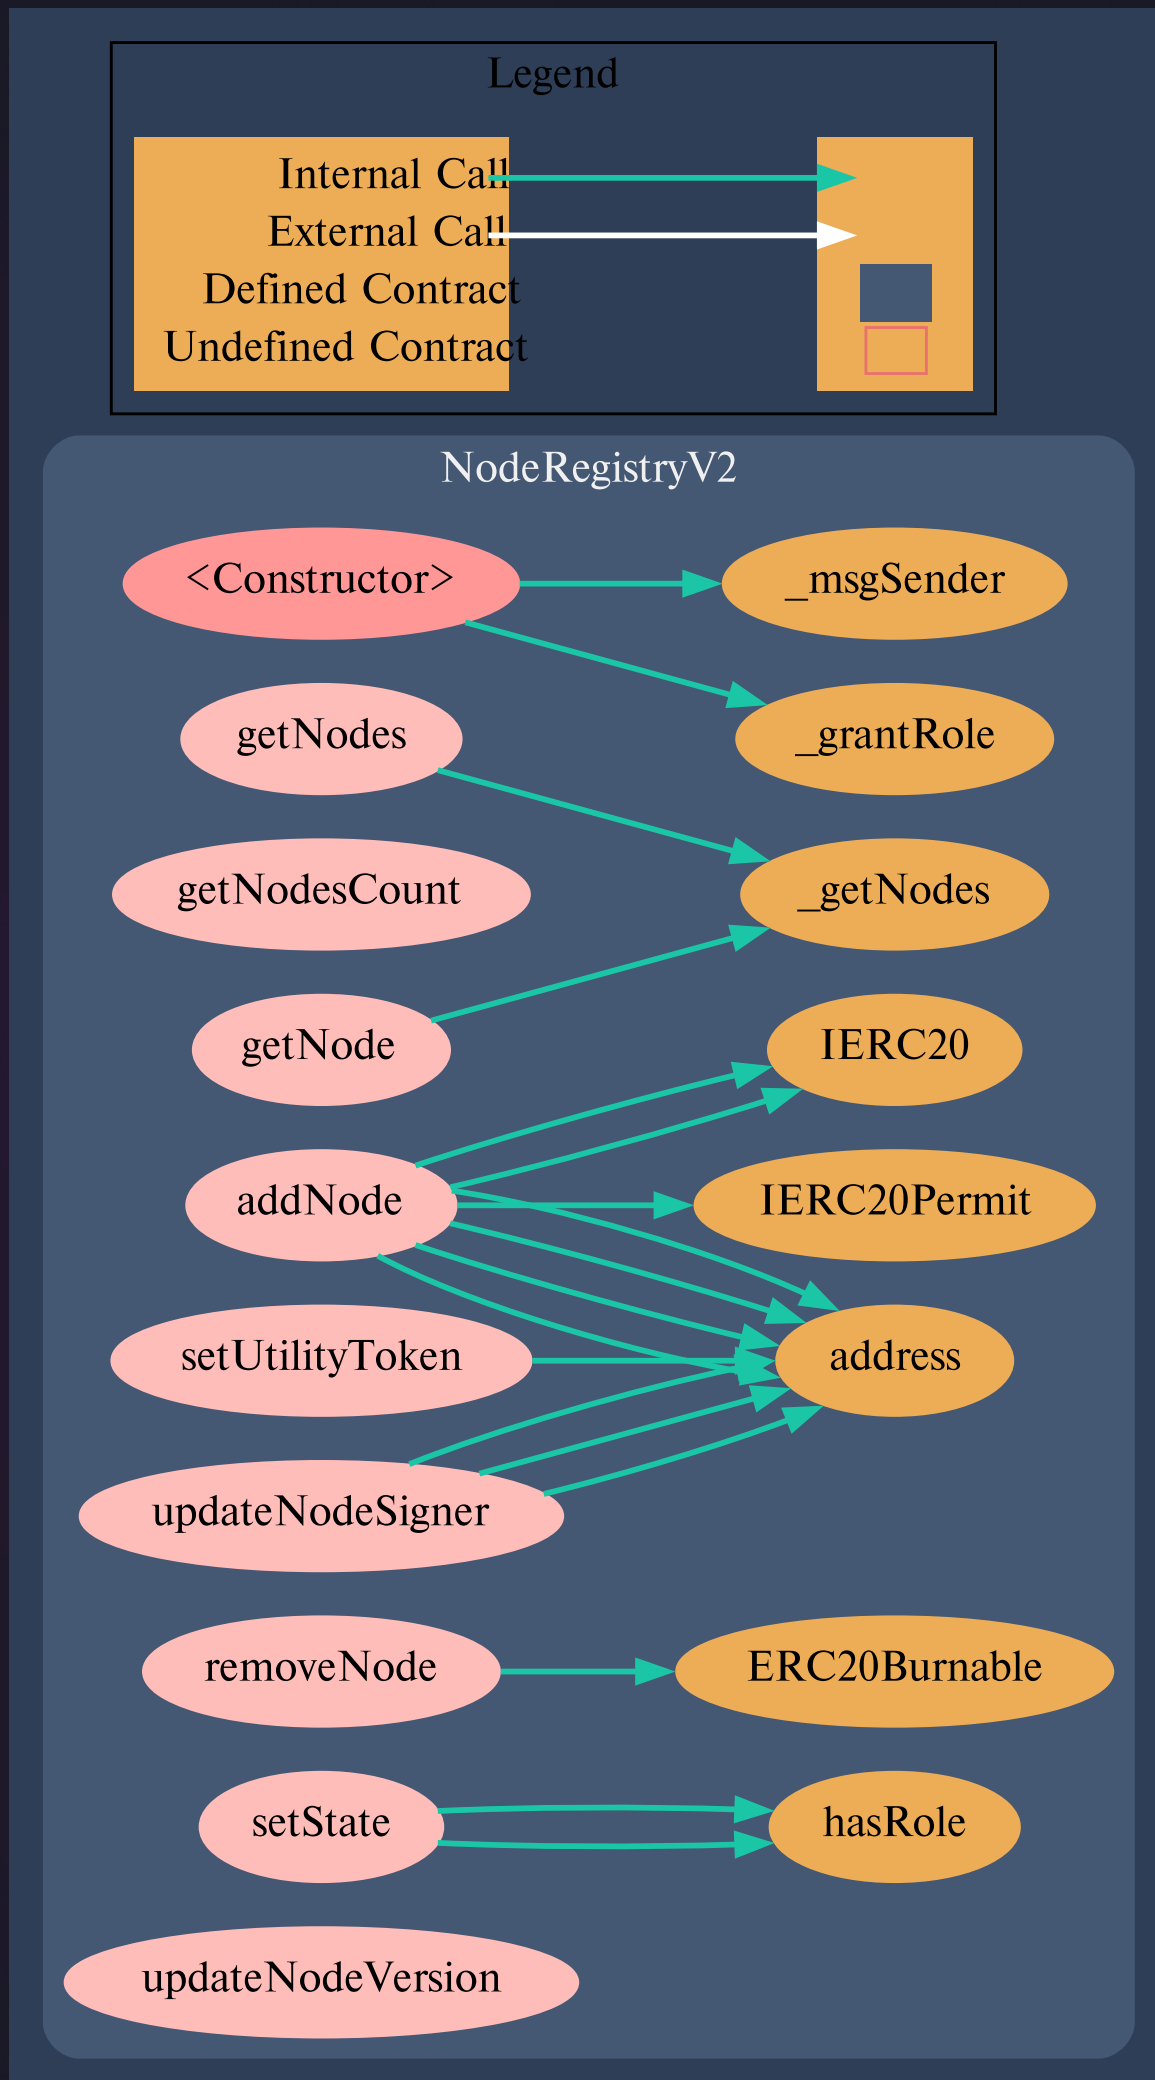 Legend
Internal Call
External Call
Defined Contract
Undefined Contract
NodeRegistryV2
<Constructor>
_msgSender
getNodes
_grantRole
getNodesCount
_getNodes
getNode
IERC20
addNode
IERC20Permit
setUtilityToken
address
updateNodeSigner
removeNode
ERC20Burnable
setState
hasRole
updateNodeVersion